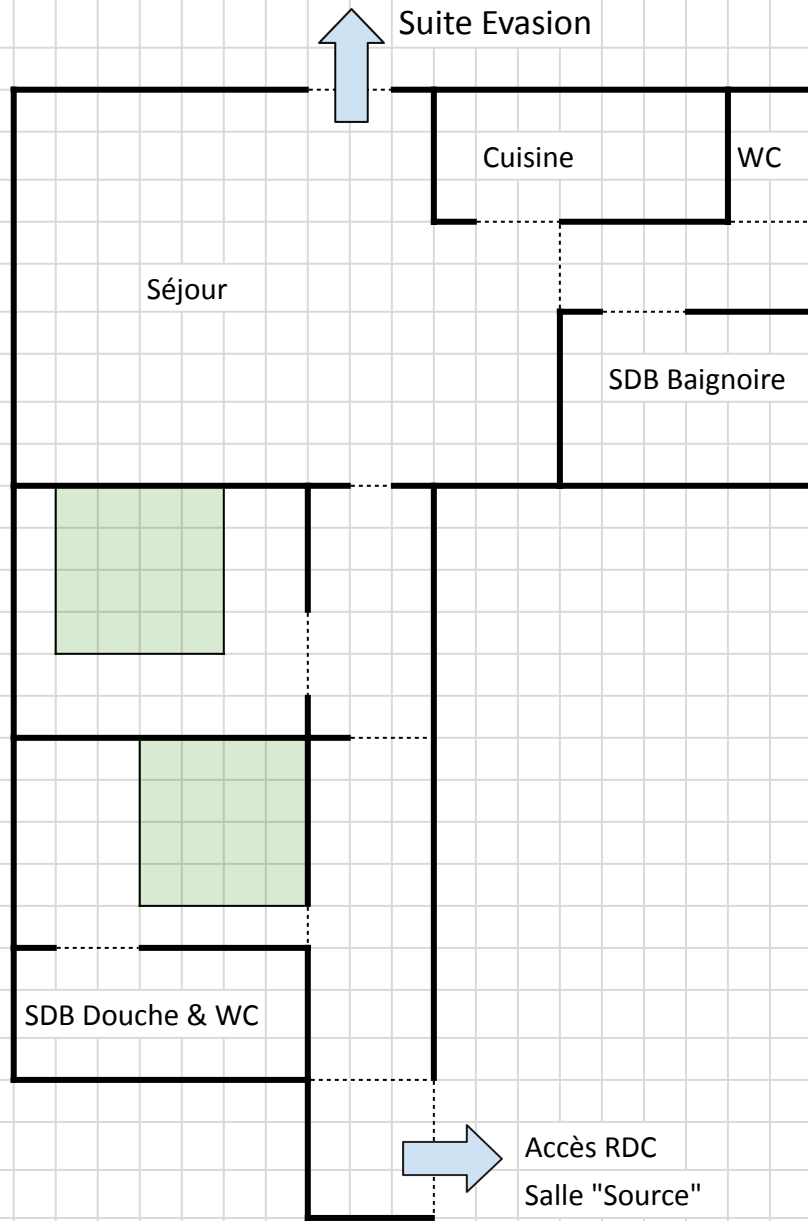 Suite Evasion
Cuisine
WC
Séjour
SDB Baignoire
SDB Douche & WC
Accès RDC
Salle "Source"